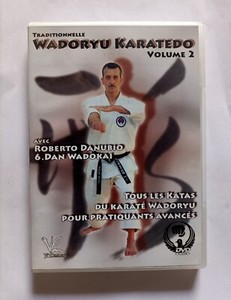 TRADITIONNELLE
WADORYU KARATEDO
VOLUME 2
AVEC
ROBERTO DANUBIO
6.DAN WADOKAI
TOUS LES KATAS
DU KARATÉ WADORYU
POUR PRATIQUANTS AVANCÉS
DVD